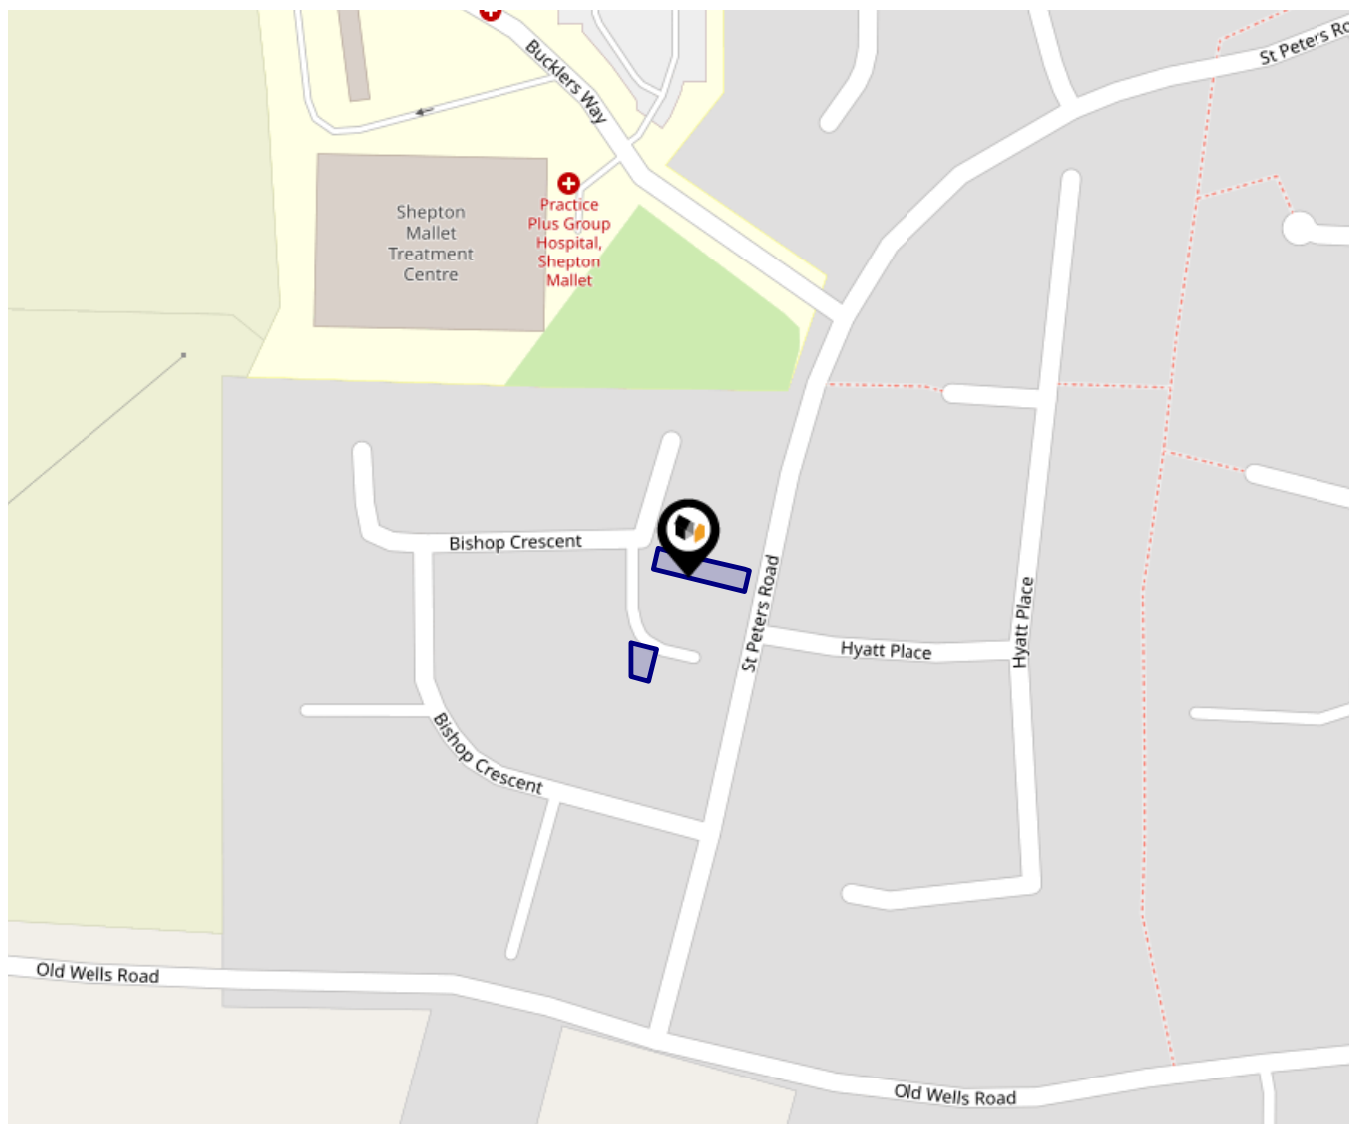 Bucklers Way
St Peters Ro
Shepton
Mallet
Treatment
Centre
Practice
Plus Group
Hospital,
Shepton
Mallet
Bishop Crescent
St Peters Road
Hyatt Place
Hyatt Place
Bishop Crescent
Old Wells Road
Old Wells Road